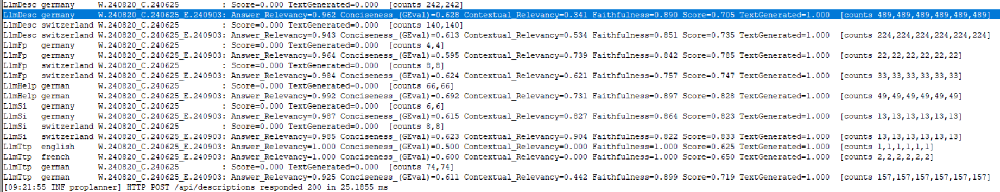 LlmDesc germany W.240820_C.240625 : Score=0.000 TextGenerated=0.000 [counts 242,242]
LlmDesc germany W.240820_C.240625_E.240903: Answer_Relevancy=0.962 Conciseness_(GEval)=0.628 Contextual_Relevancy=0.341 Faithfulness=0.890 Score=0.705 TextGenerated=1.000 [counts 489,489,489,489,489,489]
LlmDesc switzerland W.240820_C.240625 : Score=0.000 TextGenerated=0.000 [counts 140,140]
LlmDesc switzerland W.240820_C.240625_E.240903: Answer_Relevancy=0.943 Conciseness_(GEval)=0.613 Contextual_Relevancy=0.534 Faithfulness=0.851 Score=0.735 TextGenerated=1.000 [counts 224,224,224,224,224,224]
LlmFp germany W.240820_C.240625 : Score=0.000 TextGenerated=0.000 [counts 4,4]
LlmFp germany W.240820_C.240625_E.240903: Answer_Relevancy=0.964 Conciseness_(GEval)=0.595 Contextual_Relevancy=0.739 Faithfulness=0.842 Score=0.785 TextGenerated=1.000 [counts 22,22,22,22,22,22]
LlmFp switzerland W.240820_C.240625 : Score=0.000 TextGenerated=0.000 [counts 8,8]
LlmFp switzerland W.240820_C.240625_E.240903: Answer_Relevancy=0.984 Conciseness_(GEval)=0.624 Contextual_Relevancy=0.621 Faithfulness=0.757 Score=0.747 TextGenerated=1.000 [counts 33,33,33,33,33,33]
LlmHelp german W.240820_C.240625 : Score=0.000 TextGenerated=0.000 [counts 66,66]
LlmHelp german W.240820_C.240625_E.240903: Answer_Relevancy=0.992 Conciseness_(GEval)=0.692 Contextual_Relevancy=0.731 Faithfulness=0.897 Score=0.828 TextGenerated=1.000 [counts 49,49,49,49,49,49]
LlmSi germany W.240820_C.240625 : Score=0.000 TextGenerated=0.000 [counts 6,6]
LlmSi germany W.240820_C.240625_E.240903: Answer_Relevancy=0.987 Conciseness_(GEval)=0.615 Contextual_Relevancy=0.827 Faithfulness=0.864 Score=0.823 TextGenerated=1.000 [counts 13,13,13,13,13,13]
LlmSi switzerland W.240820_C.240625 : Score=0.000 TextGenerated=0.000 [counts 8,8]
LlmSi switzerland W.240820_C.240625_E.240903: Answer_Relevancy=0.985 Conciseness_(GEval)=0.623 Contextual_Relevancy=0.904 Faithfulness=0.822 Score=0.833 TextGenerated=1.000 [counts 13,13,13,13,13,13]
LlmTtp english W.240820_C.240625_E.240903: Answer_Relevancy=1.000 Conciseness_(GEval)=0.500 Contextual_Relevancy=0.000 Faithfulness=1.000 Score=0.625 TextGenerated=1.000 [counts 1,1,1,1,1,1]
LlmTtp french W.240820_C.240625_E.240903: Answer_Relevancy=1.000 Conciseness_(GEval)=0.600 Contextual_Relevancy=0.000 Faithfulness=1.000 Score=0.650 TextGenerated=1.000 [counts 2,2,2,2,2,2]
LlmTtp german W.240820_C.240625 : Score=0.000 TextGenerated=0.000 [counts 74,74]
LlmTtp german W.240820_C.240625_E.240903: Answer_Relevancy=0.925 Conciseness_(GEval)=0.611 Contextual_Relevancy=0.442 Faithfulness=0.899 Score=0.719 TextGenerated=1.000 [counts 157,157,157,157,157,157]
[09:21:55 INF proplanner] HTTP POST /api/descriptions responded 200 in 25.1855 ms